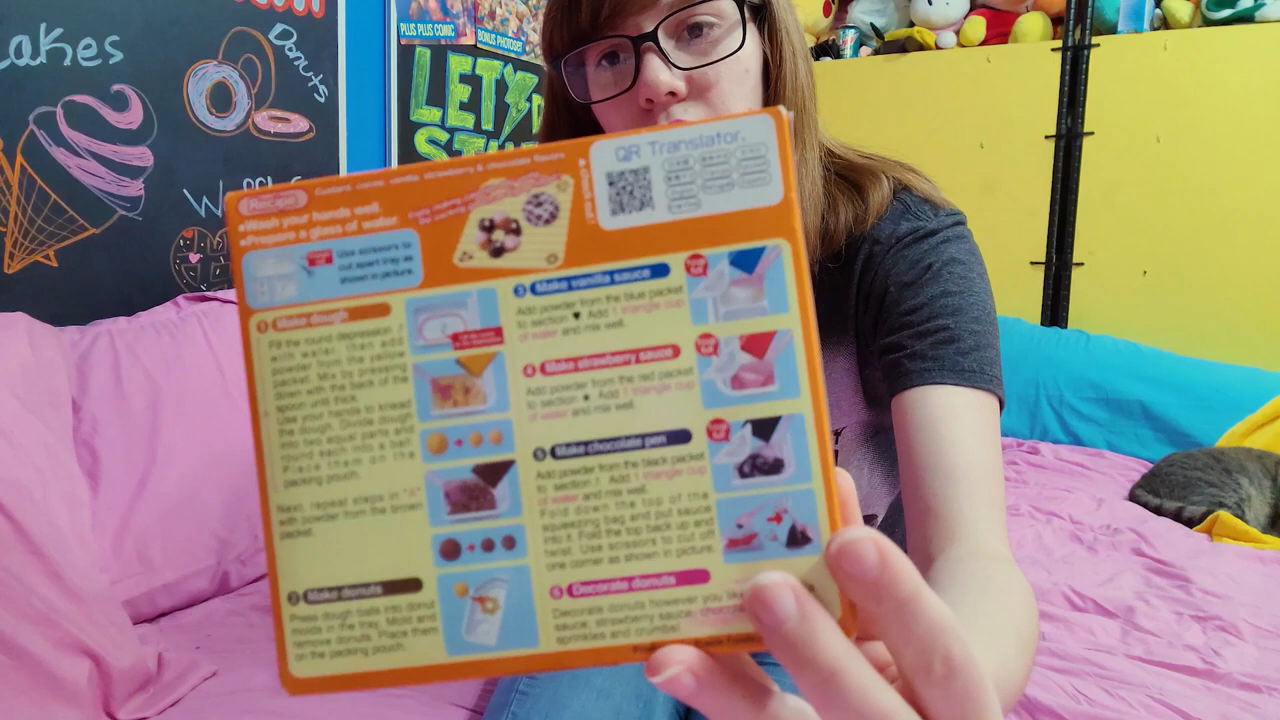 akes
Donuts
PLUS PLUS COMIC
BONUS PHOTOSET
LET'S
Recipe
Custard, cocoa, vanilla, strawberry & chocolate flavors
•Wash your hands well.
•Prepare a glass of water.
QR Translator
Use scissors to
cut apart tray as
shown in picture.
1 Make dough
Fill the round depression
with water, then add
powder from the yellow
packet. Mix by pressing
down with the back of the
spoon until thick.
Use your hands to knead
the dough. Divide dough
into two equal parts and
round each into a ball.
Place them on the
packing pouch.
Next, repeat steps in "A"
with powder from the brown
packet.
2 Make donuts
Press dough balls into donut
molds in the tray. Mold and
remove donuts. Place them
on the packing pouch.
3 Make vanilla sauce
Add powder from the blue packet
to section ♥. Add 1 triangle cup
of water and mix well.
4 Make strawberry sauce
Add powder from the red packet
to section ★. Add 1 triangle cup
of water and mix well.
5 Make chocolate pen
Add powder from the black packet
to section. Add 1 triangle cup
of water and mix well.
Fold down the top of the
squeezing bag and put sauce
into it. Fold the top back up and
twist. Use scissors to cut off
one corner as shown in picture.
6 Decorate donuts
Decorate donuts however you
sauce, strawberry sauce,
sprinkles and crumbs!